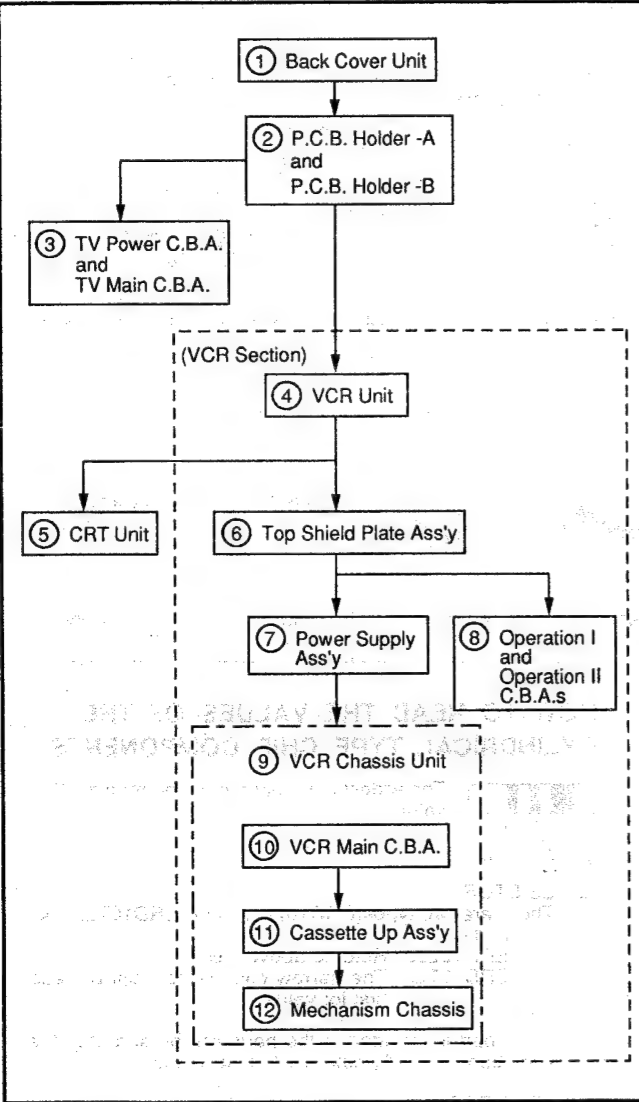 ① Back Cover Unit
② P.C.B. Holder -A
and
P.C.B. Holder -B
③ TV Power C.B.A.
and
TV Main C.B.A.
(VCR Section)
④ VCR Unit
⑤ CRT Unit
⑥ Top Shield Plate Ass'y
⑦ Power Supply
Ass'y
⑧ Operation I
and
Operation II
C.B.A.s
⑨ VCR Chassis Unit
⑩ VCR Main C.B.A.
⑪ Cassette Up Ass'y
⑫ Mechanism Chassis